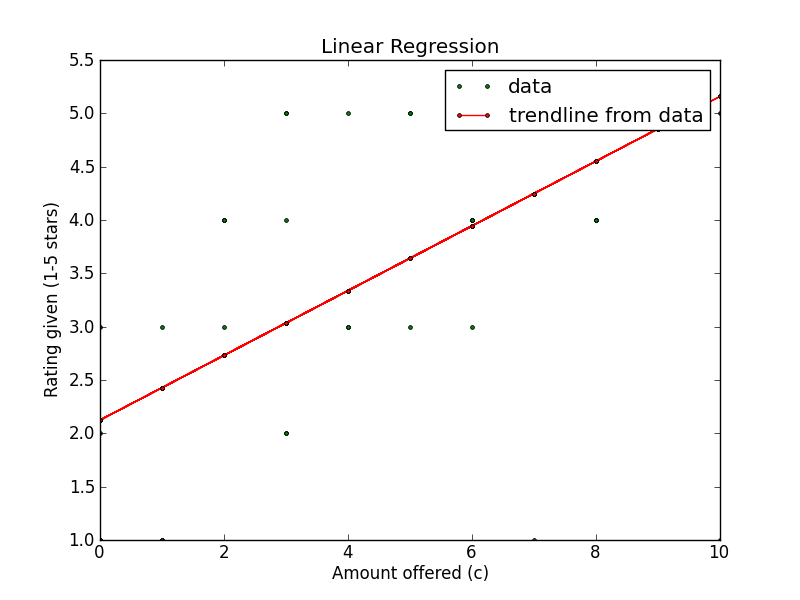 Linear Regression
data
trendline from data
5.5
5.0
4.5
4.0
3.5
3.0
2.5
2.0
1.5
1.0
Rating given (1-5 stars)
0 2 4 6 8 10
Amount offered (c)